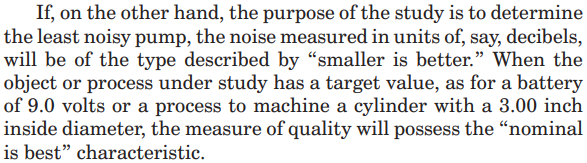 If, on the other hand, the purpose of the study is to determine
the least noisy pump, the noise measured in units of, say, decibels,
will be of the type described by “smaller is better.” When the
object or process under study has a target value, as for a battery
of 9.0 volts or a process to machine a cylinder with a 3.00 inch
inside diameter, the measure of quality will possess the “nominal
is best” characteristic.